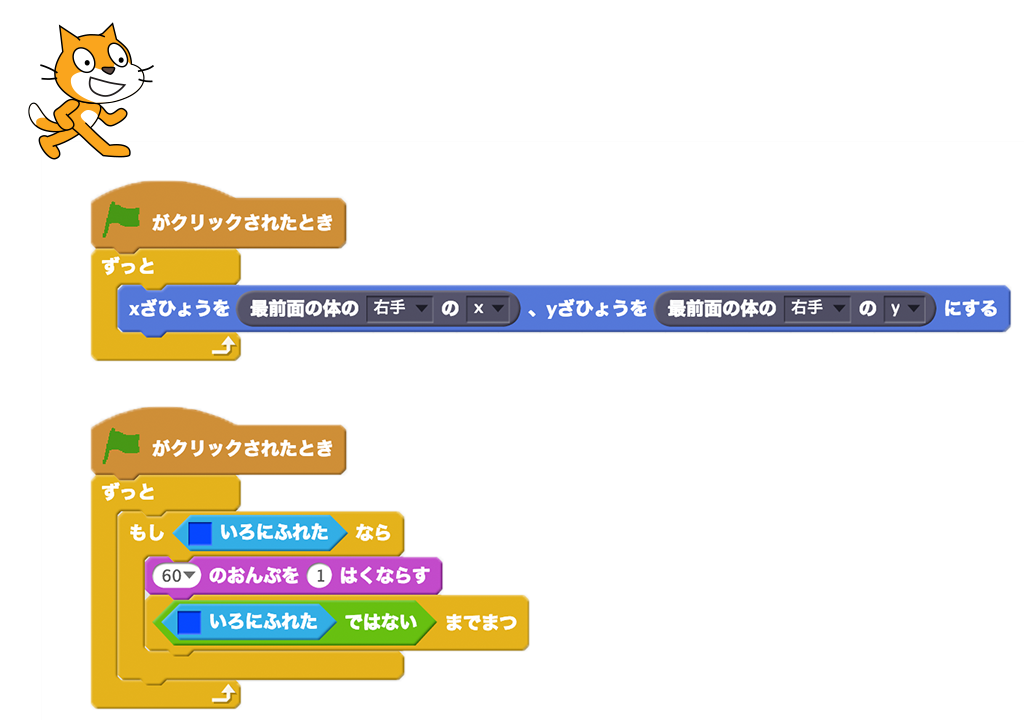 がクリックされたとき
ずっと
xざひょうを 最前面の体の 右手 の x 、yざひょうを 最前面の体の 右手 の y にする
がクリックされたとき
ずっと
もし いろにふれた なら
60 のおんぷを 1 はくならす
いろにふれた ではない までまつ